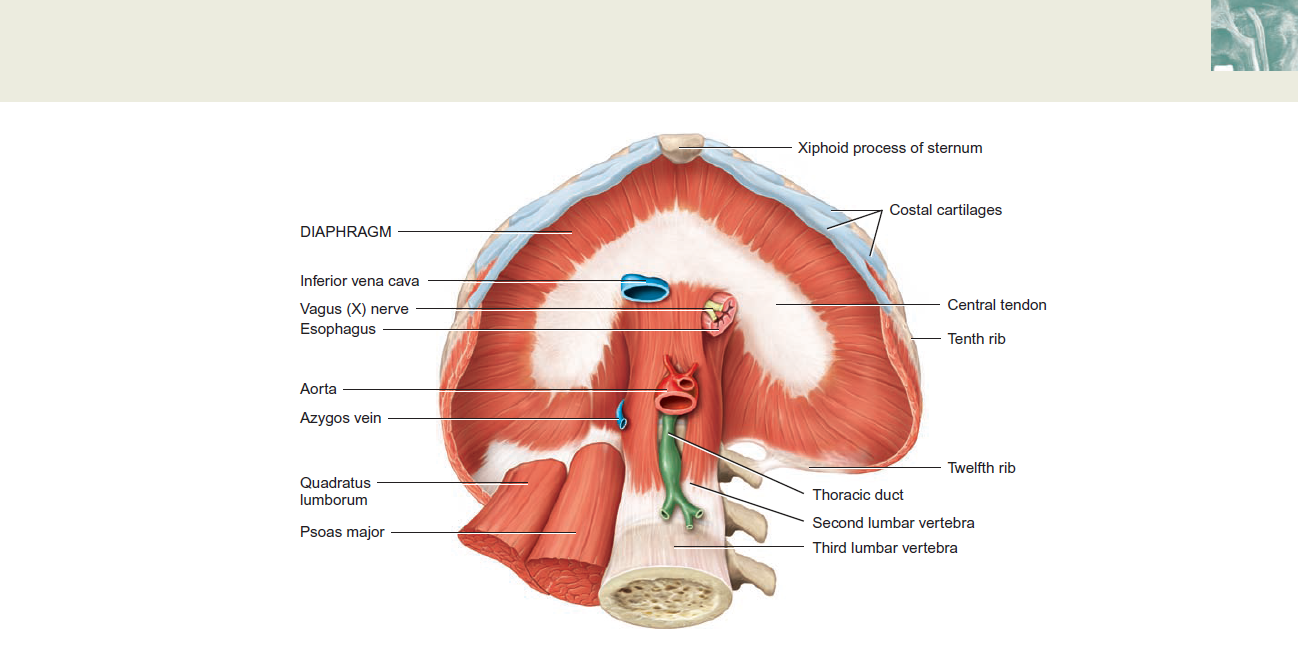 Xiphoid process of sternum
Costal cartilages
DIAPHRAGM
Inferior vena cava
Vagus (X) nerve
Esophagus
Central tendon
Tenth rib
Aorta
Azygos vein
Twelfth rib
Quadratus
lumborum
Thoracic duct
Second lumbar vertebra
Psoas major
Third lumbar vertebra